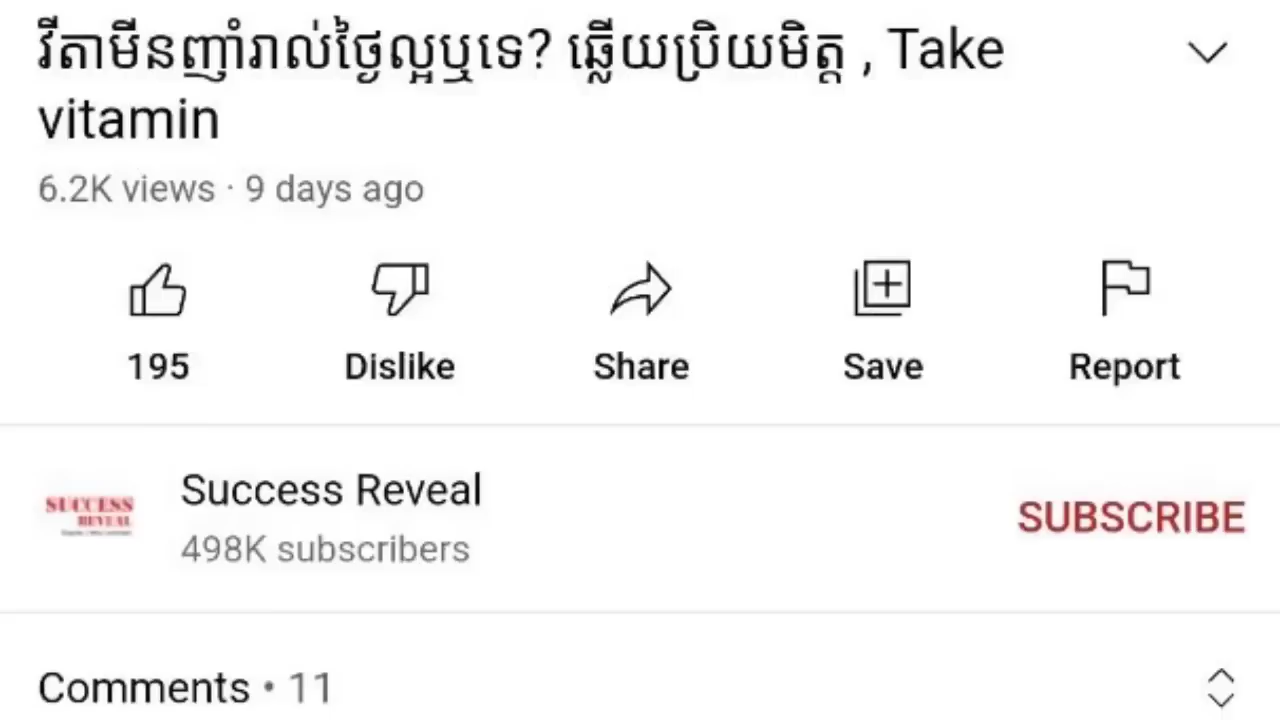 វីតាមីនញ៉ាំរាល់ថ្ងៃល្អឬទេ? ឆ្លើយប្រិយមិត្ត , Take
vitamin
6.2K views · 9 days ago
195 Dislike Share Save Report
SUCCESS
REVEAL
Success Reveal
498K subscribers
SUBSCRIBE
Comments • 11